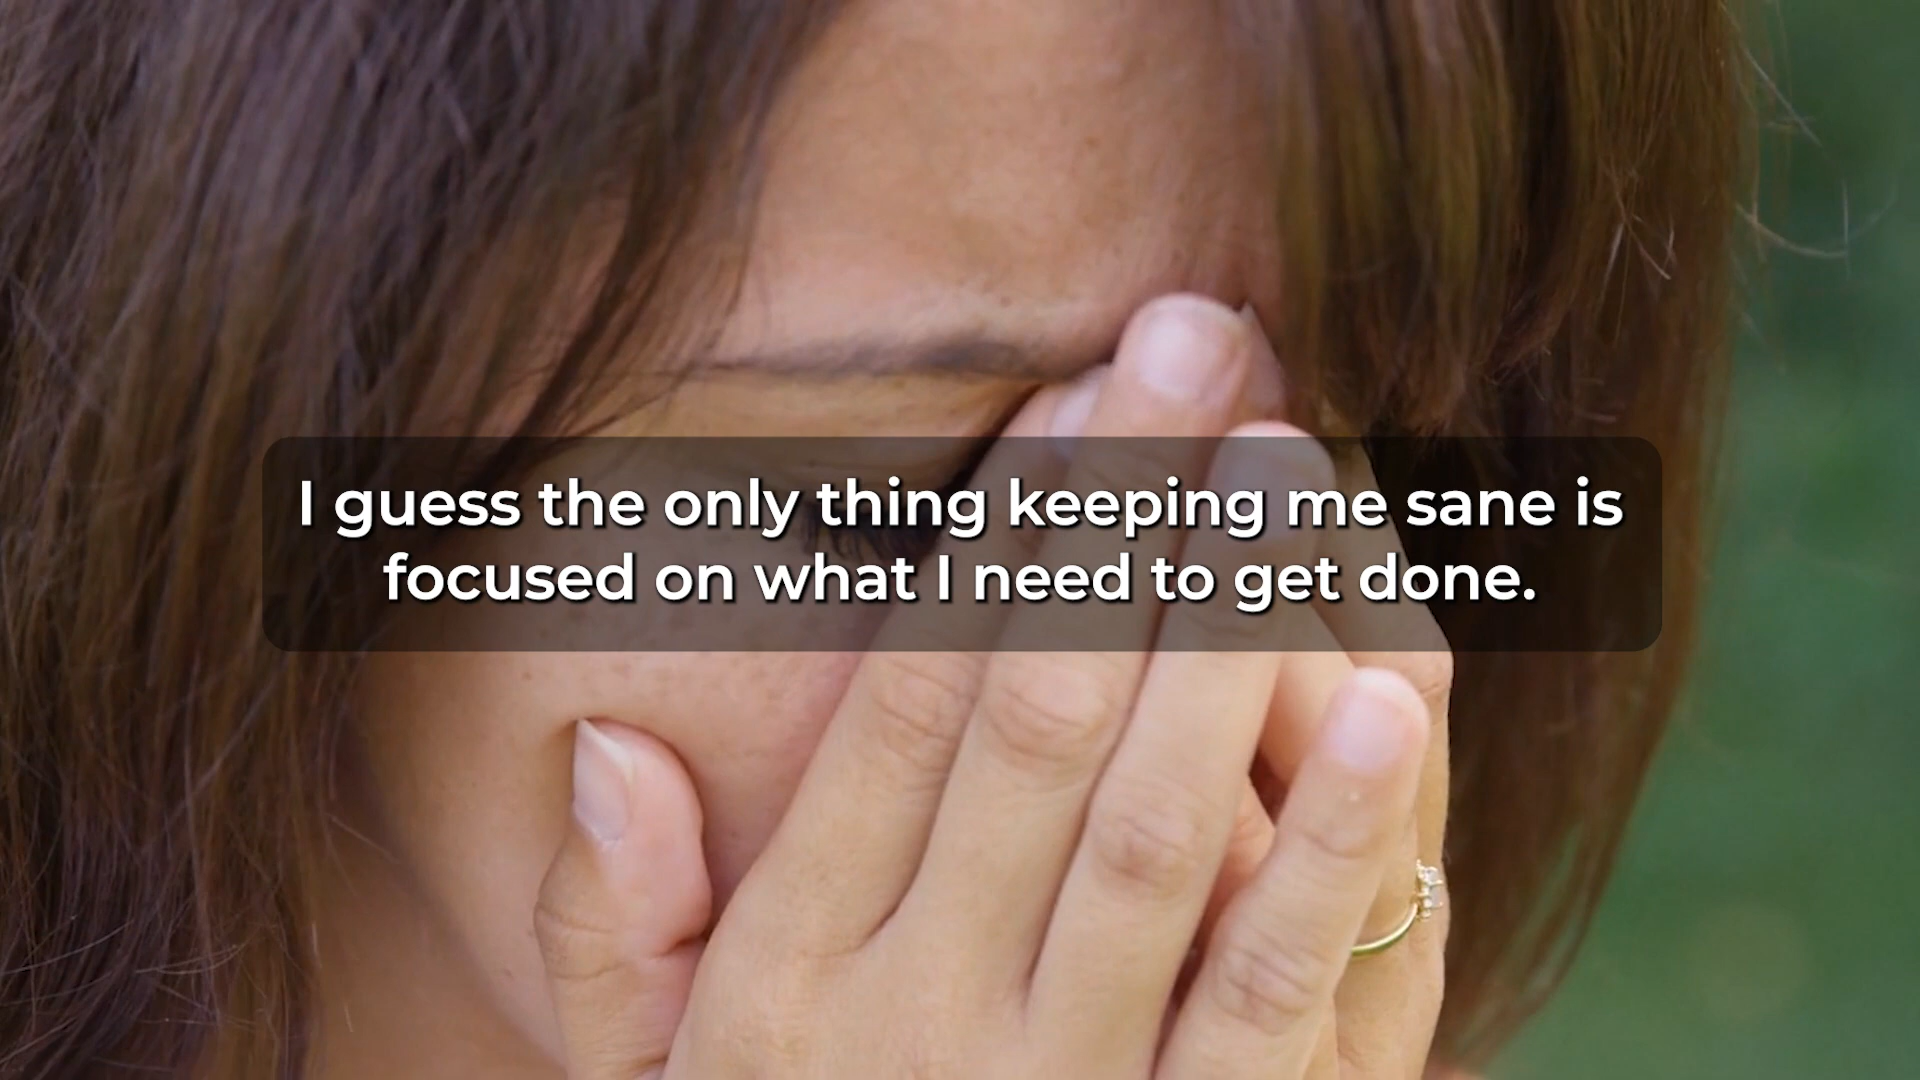 I guess the only thing keeping me sane is
focused on what I need to get done.